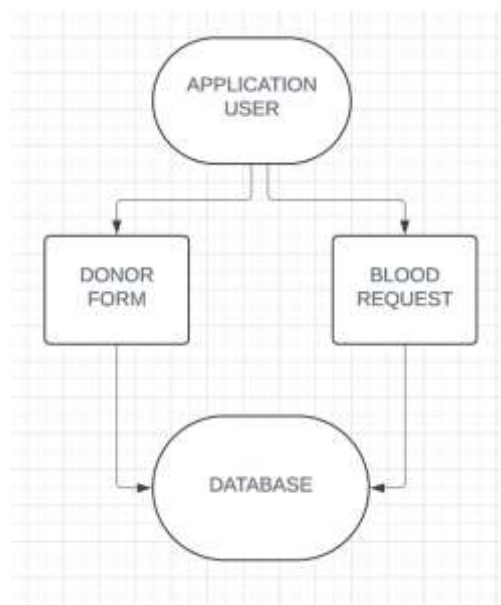 APPLICATION
USER
DONOR
FORM
BLOOD
REQUEST
DATABASE